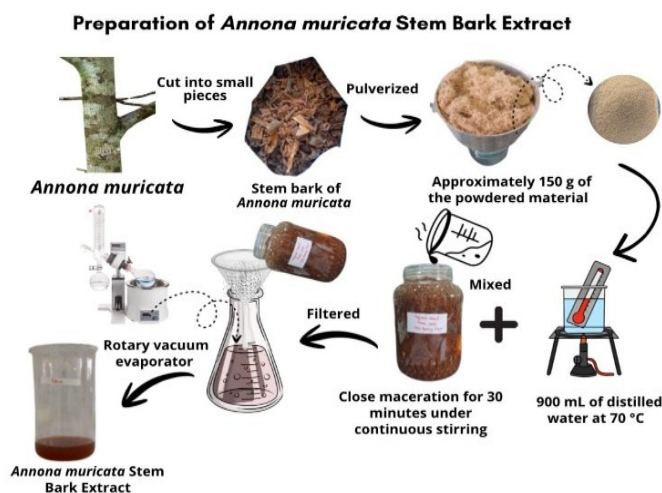 Preparation of Annona muricata Stem Bark Extract
Cut into small
pieces
Pulverized
Annona muricata
Stem bark of
Annona muricata
Approximately 150 g of
the powdered material
Mixed
Filtered
Rotary vacuum
evaporator
Close maceration for 30
minutes under
continuous stirring
900 mL of distilled
water at 70 °C
Annona muricata Stem
Bark Extract